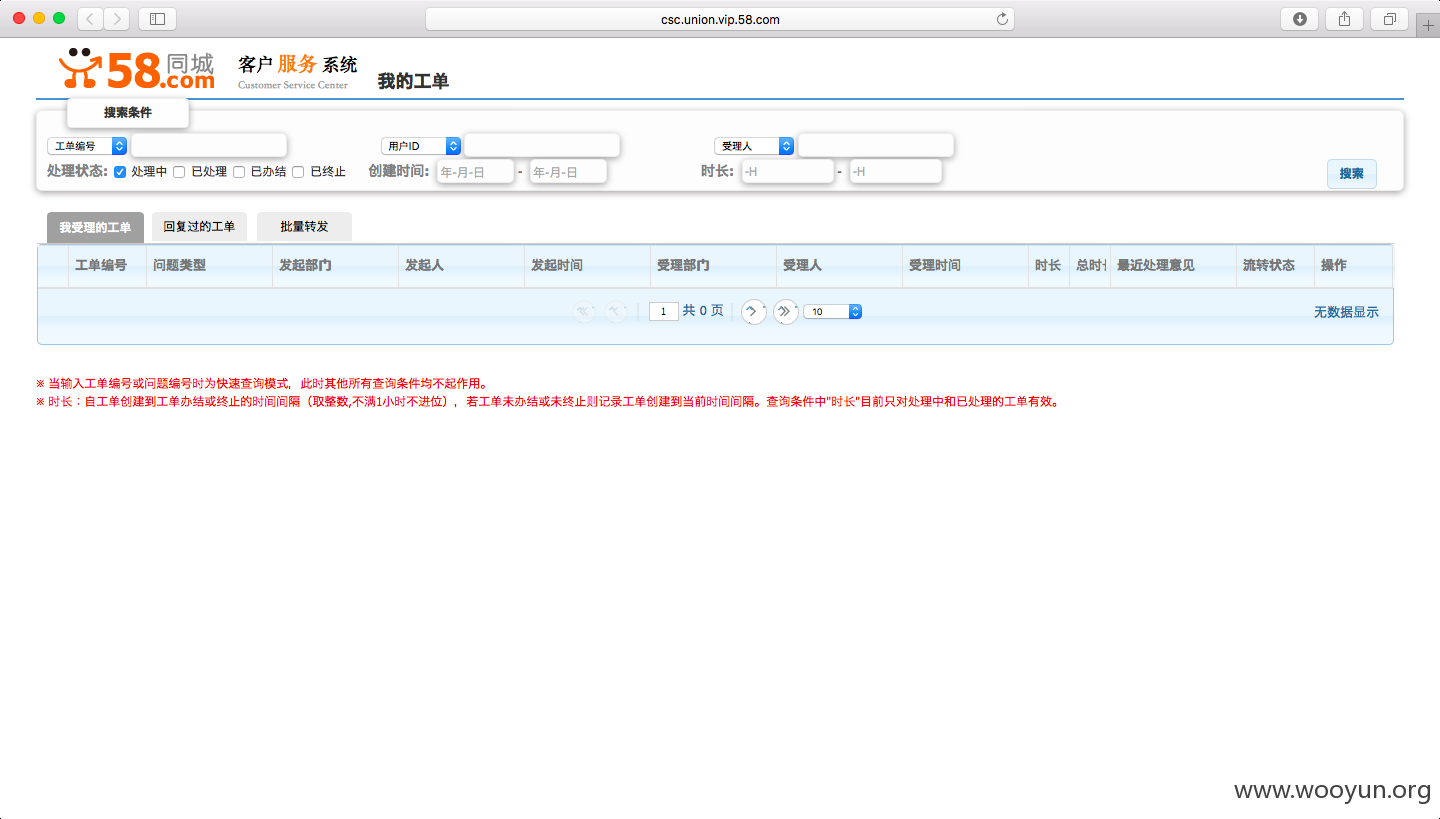 csc.union.vip.58.com
58同城.com 客户 服务 系统 Customer Service Center 我的工单
搜索条件
工单编号 用户ID 受理人
处理状态: 处理中 已处理 已办结 已终止 创建时间: 年-月-日 - 年-月-日 时长: -H - -H 搜索
我受理的工单 回复过的工单 批量转发
工单编号 问题类型 发起部门 发起人 发起时间 受理部门 受理人 受理时间 时长 总时 最近处理意见 流转状态 操作
1 共 0 页 10 无数据显示
※ 当输入工单编号或问题编号时为快速查询模式，此时其他所有查询条件均不起作用。
※ 时长：自工单创建到工单办结或终止的时间间隔（取整数,不满1小时不进位），若工单未办结或未终止则记录工单创建到当前时间间隔。查询条件中"时长"目前只对处理中和已处理的工单有效。
www.wooyun.org